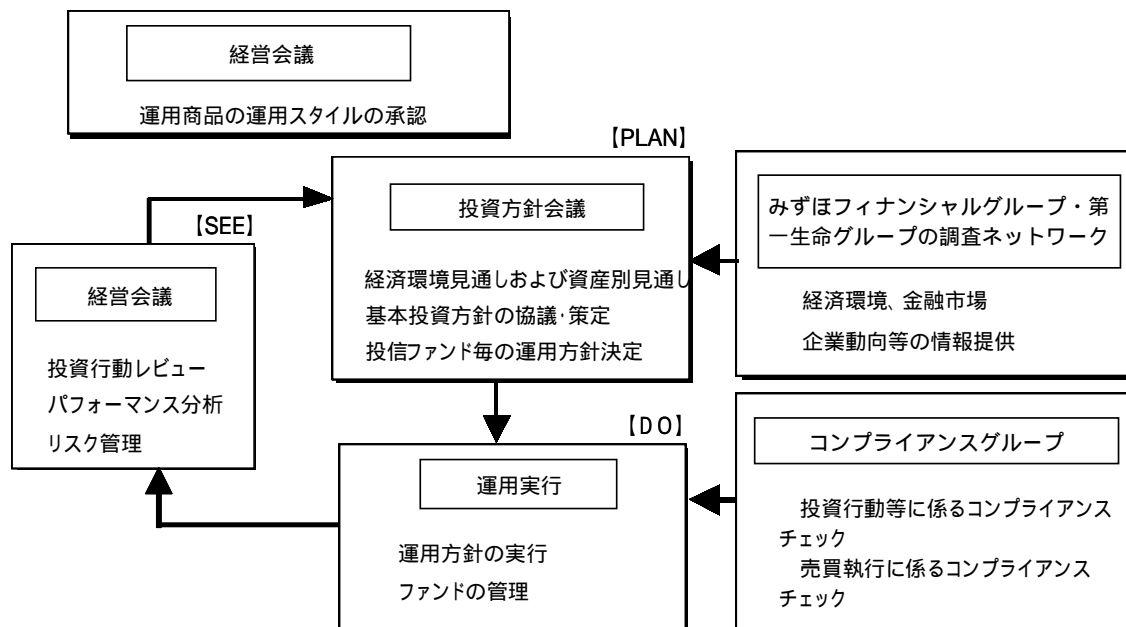 経営会議
運用商品の運用スタイルの承認
【PLAN】
投資方針会議
経済環境見通しおよび資産別見通し
基本投資方針の協議・策定
投信ファンド毎の運用方針決定
みずほフィナンシャルグループ・第
一生命グループの調査ネットワーク
経済環境、金融市場
企業動向等の情報提供
【SEE】
経営会議
投資行動レビュー
パフォーマンス分析
リスク管理
【DO】
運用実行
運用方針の実行
ファンドの管理
コンプライアンスグループ
投資行動等に係るコンプライアンス
チェック
売買執行に係るコンプライアンス
チェック